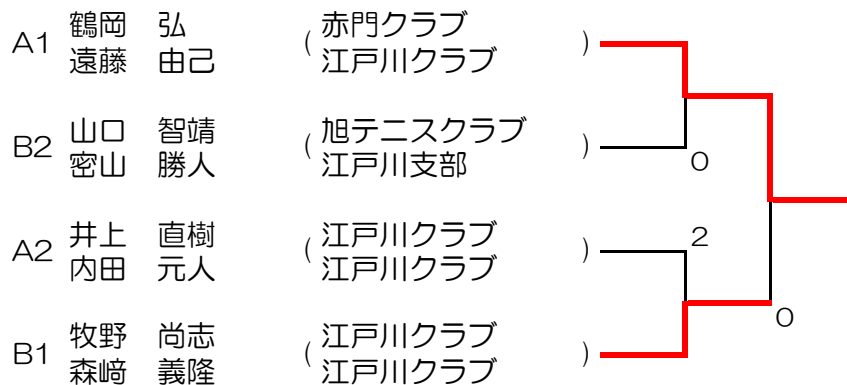 A1 鶴岡　弘 ( 赤門クラブ )
遠藤　由己 江戸川クラブ
B2 山口　智靖 ( 旭テニスクラブ )
密山　勝人 江戸川支部
0
A2 井上　直樹 ( 江戸川クラブ ) 2
内田　元人 江戸川クラブ
0
B1 牧野　尚志 ( 江戸川クラブ )
森﨑　義隆 江戸川クラブ